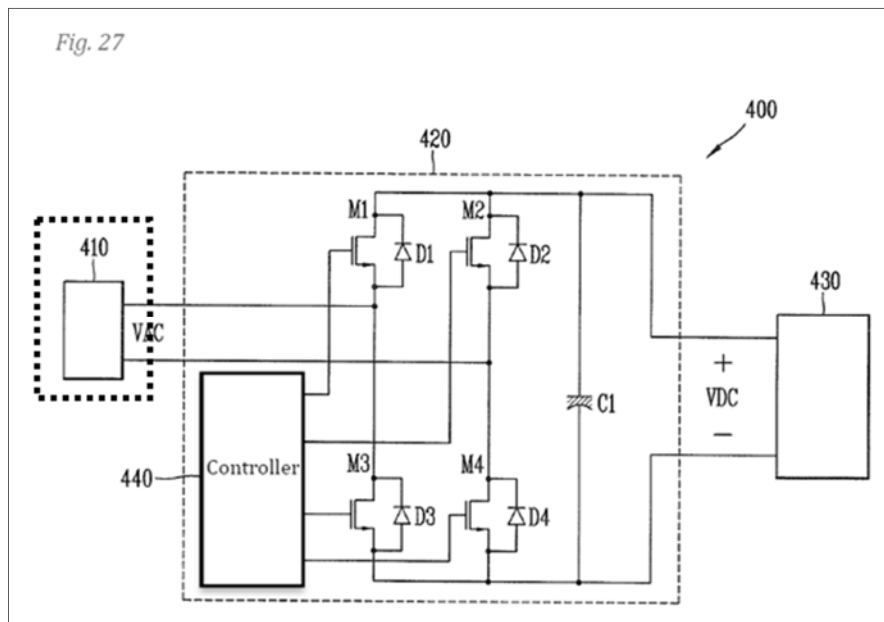 Fig. 27
400
420
M1
M2
410
D1
D2
430
VAC
+
VDC
−
C1
440
Controller
M3
M4
D3
D4